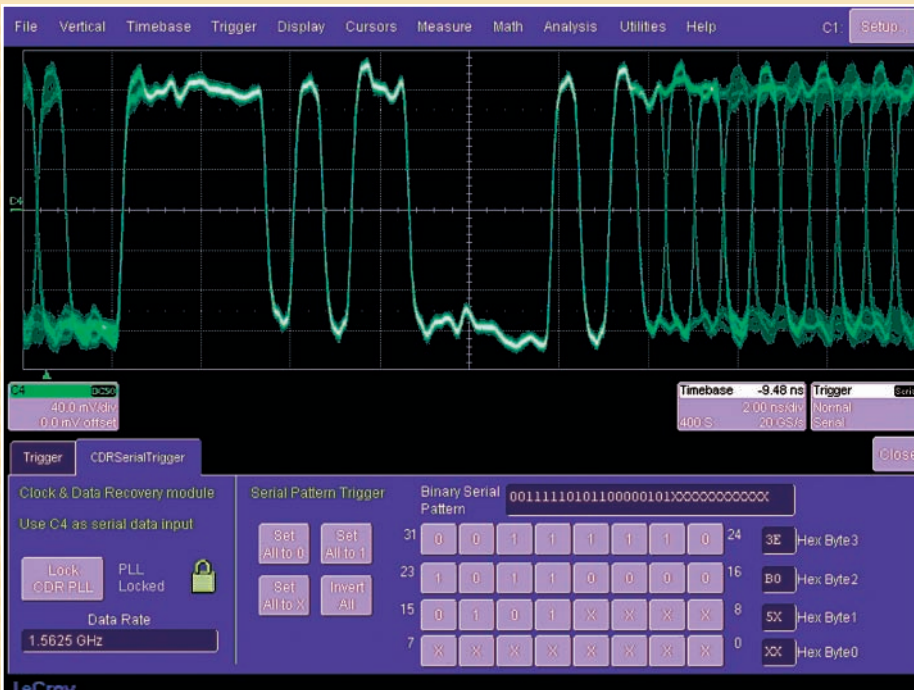 File Vertical Timebase Trigger Display Cursors Measure Math Analysis Utilities Help C1: Setup...
C4
C4 DC50
40.0 mV/div
0.0 mV offset
Timebase -9.48 ns
2.00 ns/div
400 S 20 GS/s
Trigger
Normal
Serial
Trigger CDRSerialTrigger Close
Clock & Data Recovery module
Use C4 as serial data input
Lock CDR PLL
PLL Locked
Data Rate
1.5625 GHz
Serial Pattern Trigger
Set All to 0
Set All to 1
Set All to X
Invert All
Binary Serial Pattern 00111110101100000101XXXXXXXXXXXX
31 0 0 1 1 1 1 1 0 24 3E Hex Byte3
23 1 0 1 1 0 0 0 0 16 B0 Hex Byte2
15 0 1 0 1 X X X X 8 5X Hex Byte1
7 X X X X X X X X 0 XX Hex Byte0
LeCroy